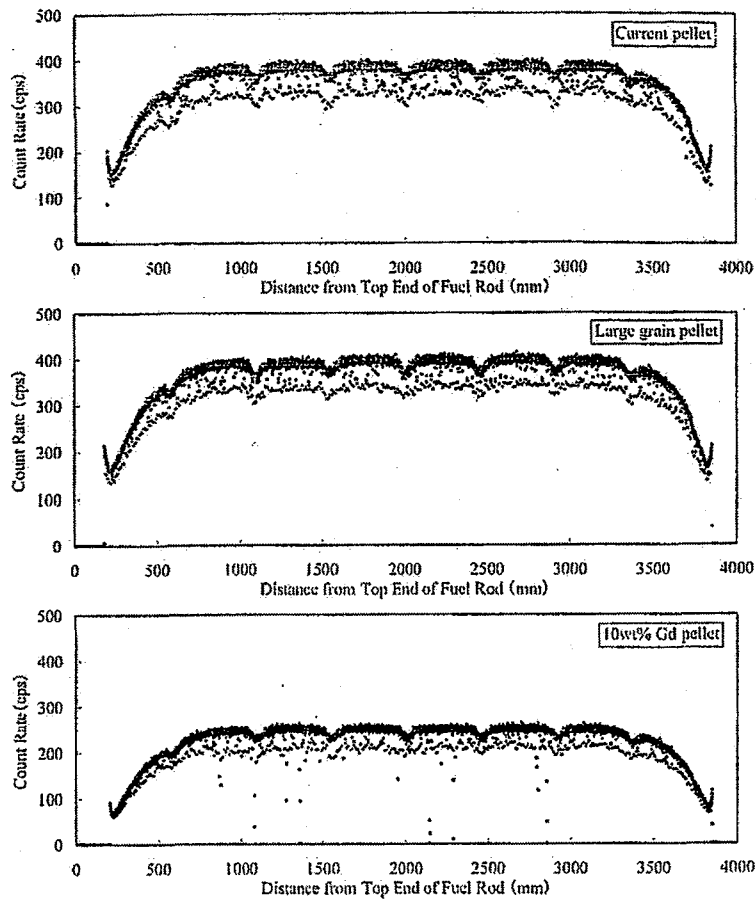 500
Current pellet
400
300
200
100
0
Count Rate (cps)
0 500 1000 1500 2000 2500 3000 3500 4000
Distance from Top End of Fuel Rod (mm)
500
Large grain pellet
400
300
200
100
0
Count Rate (cps)
0 500 1000 1500 2000 2500 3000 3500 4000
Distance from Top End of Fuel Rod (mm)
500
10wt% Gd pellet
400
300
200
100
0
Count Rate (cps)
0 500 1000 1500 2000 2500 3000 3500 4000
Distance from Top End of Fuel Rod (mm)